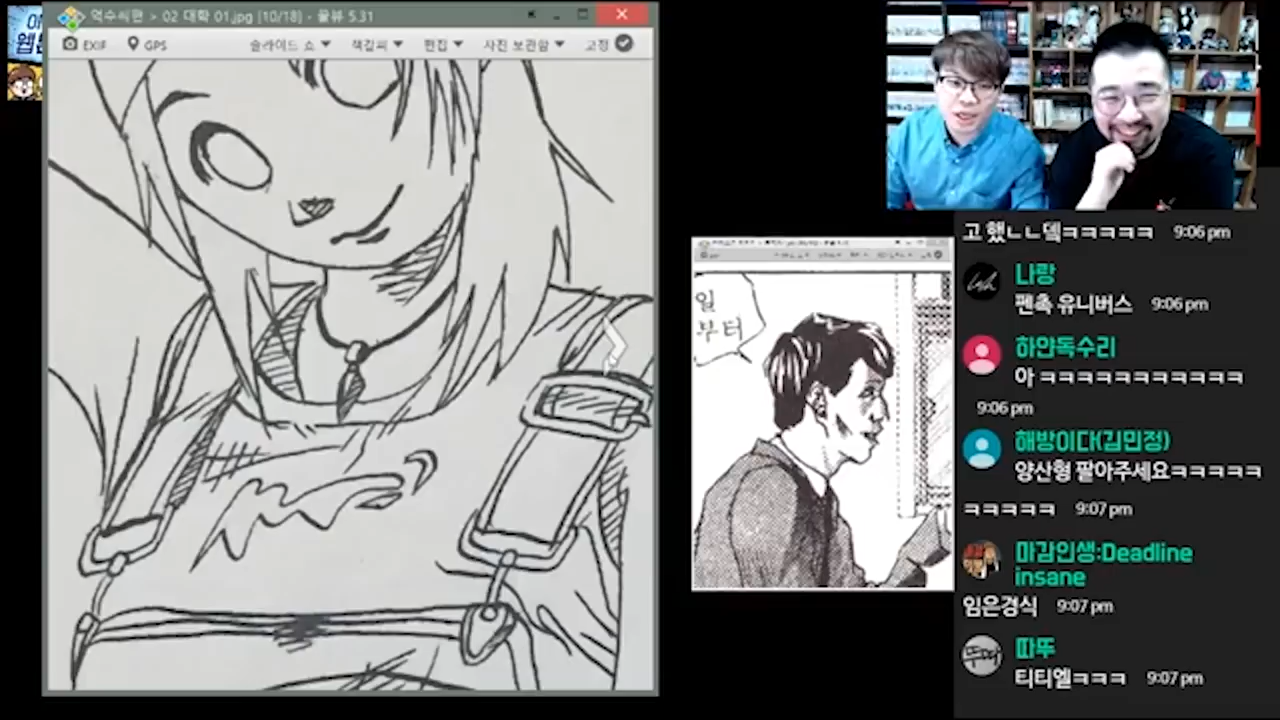 역수씨편 > 02 대학 01.jpg [10/18] - 꿀뷰 5.31
EXIF GPS 슬라이드 쇼 책갈피 편집 사진 보관함 고정
일
부터
고 했ㄴㄴ뎈ㅋㅋㅋㅋㅋ 9:06 pm
나랑
펜촉 유니버스 9:06 pm
하얀독수리
아 ㅋㅋㅋㅋㅋㅋㅋㅋㅋㅋㅋ
9:06 pm
해방이다(김민정)
양산형 팔아주세요ㅋㅋㅋㅋㅋ
ㅋㅋㅋㅋㅋ 9:07 pm
마감인생:Deadline
insane
임은경식 9:07 pm
따뚜
티티엘ㅋㅋㅋ 9:07 pm